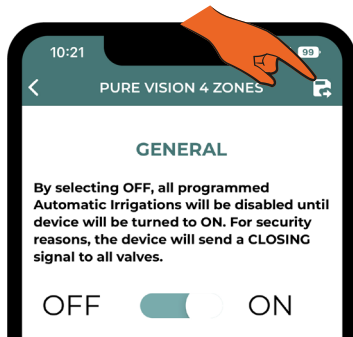 10:21
99
PURE VISION 4 ZONES
GENERAL
By selecting OFF, all programmed
Automatic Irrigations will be disabled until
device will be turned to ON. For security
reasons, the device will send a CLOSING
signal to all valves.
OFF ON